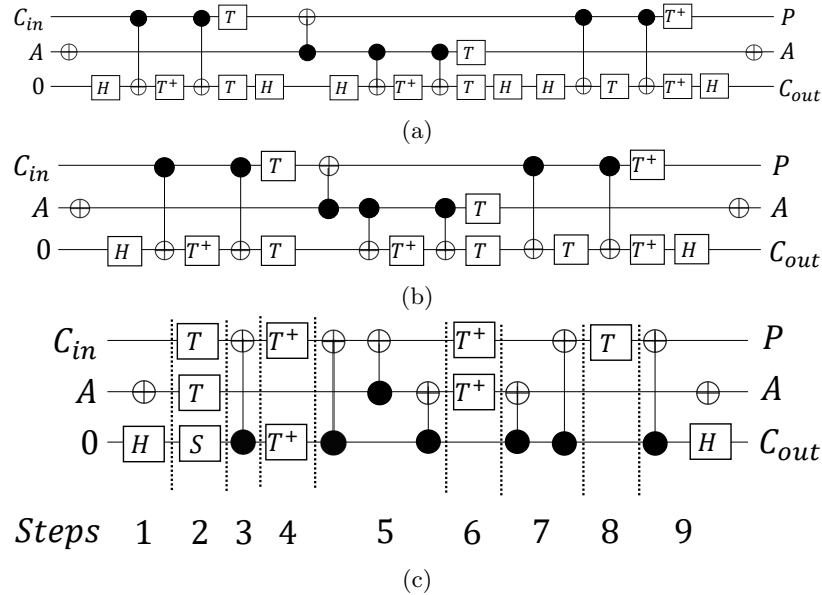 C_in T T+ P
A T A
0 H T+ T H H T+ T H H T T+ H C_out
(a)
C_in T T+ P
A T A
0 H T+ T T+ T T T+ H C_out
(b)
C_in T T+ T+ T P
A T T+ A
0 H S T+ H C_out
Steps 1 2 3 4 5 6 7 8 9
(c)